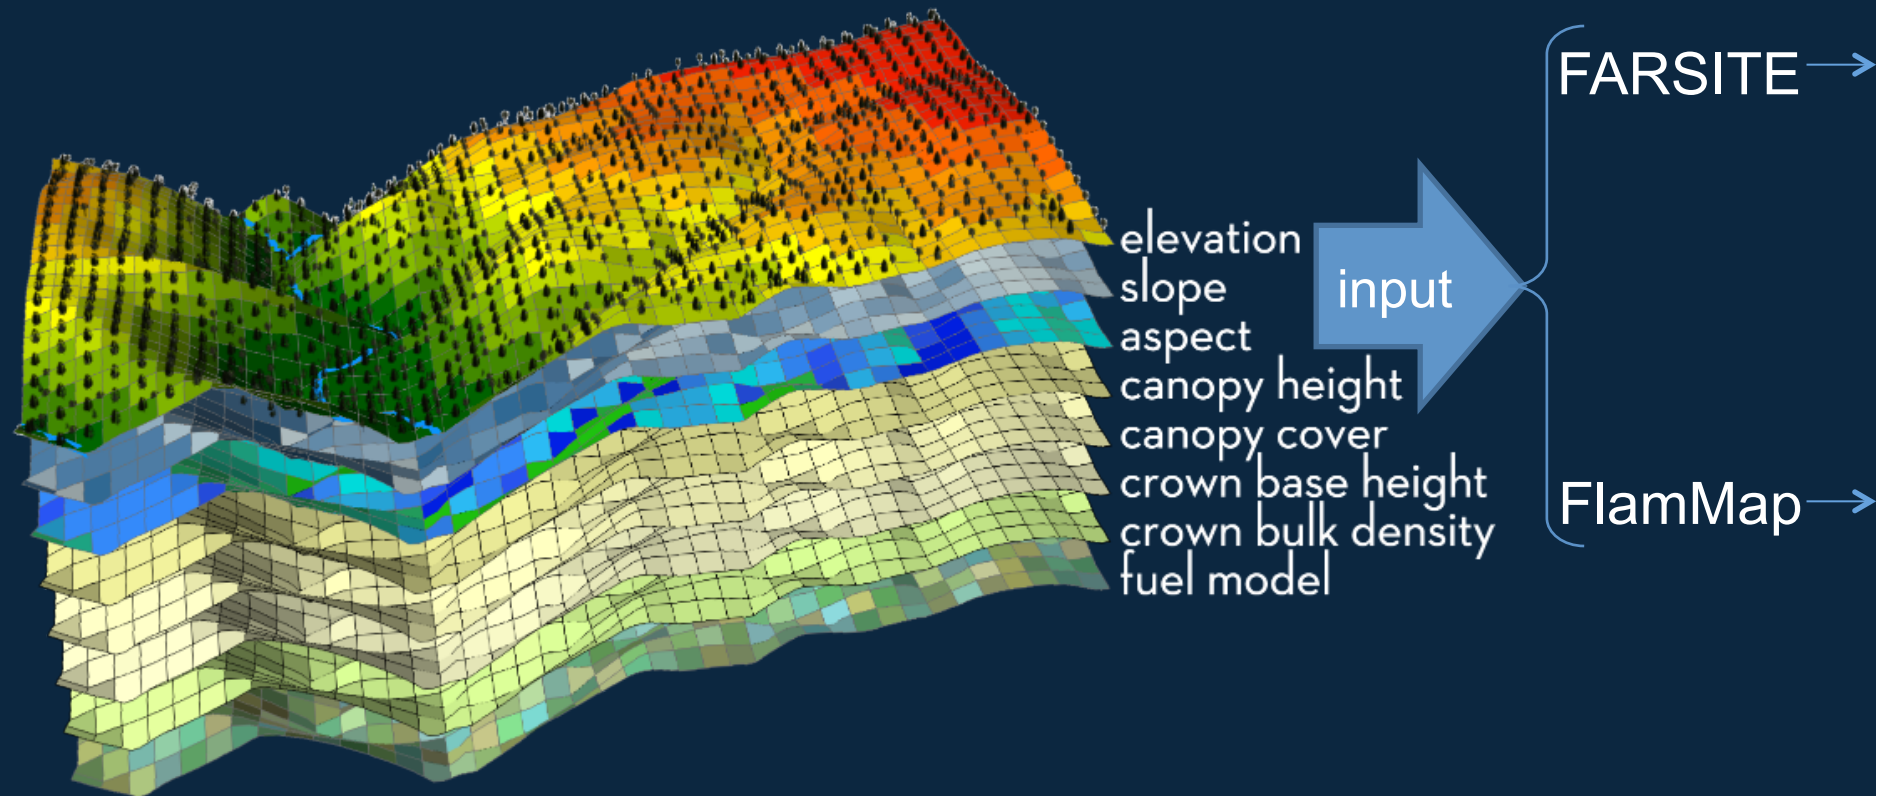 elevation
slope
aspect
canopy height
canopy cover
crown base height
crown bulk density
fuel model
input
FARSITE
FlamMap